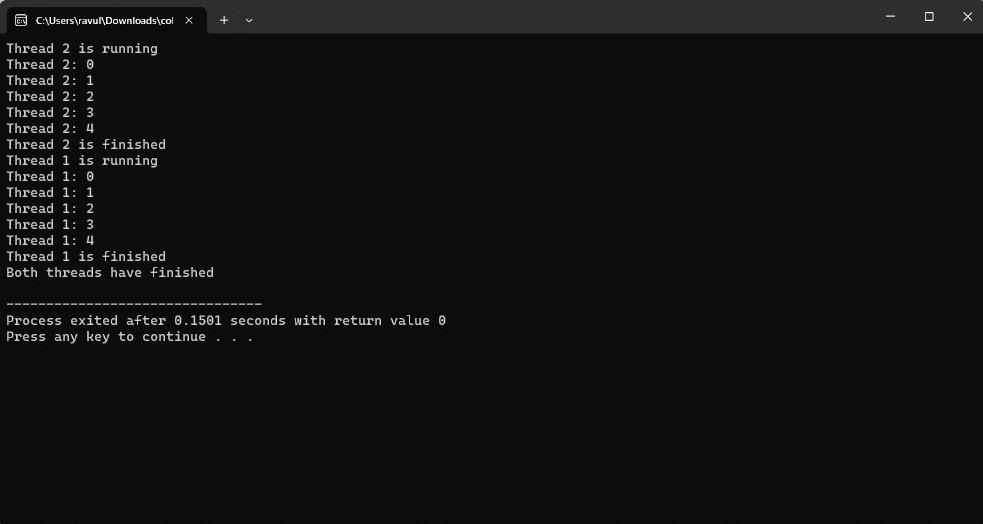 C:\Users\ravul\Downloads\col
Thread 2 is running
Thread 2: 0
Thread 2: 1
Thread 2: 2
Thread 2: 3
Thread 2: 4
Thread 2 is finished
Thread 1 is running
Thread 1: 0
Thread 1: 1
Thread 1: 2
Thread 1: 3
Thread 1: 4
Thread 1 is finished
Both threads have finished
--------------------------------
Process exited after 0.1501 seconds with return value 0
Press any key to continue . . .